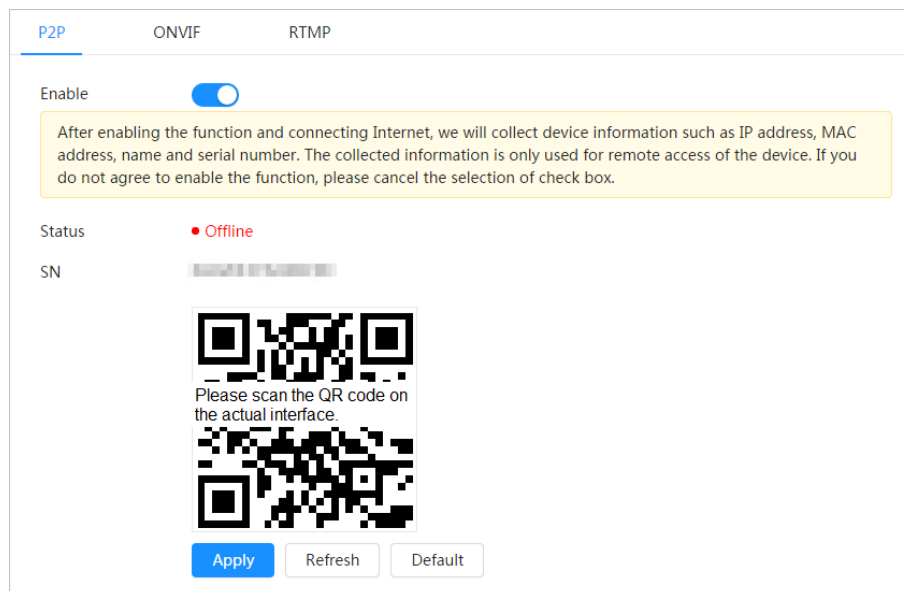 P2P ONVIF RTMP
Enable
After enabling the function and connecting Internet, we will collect device information such as IP address, MAC
address, name and serial number. The collected information is only used for remote access of the device. If you
do not agree to enable the function, please cancel the selection of check box.
Status Offline
SN
Please scan the QR code on
the actual interface.
Apply Refresh Default